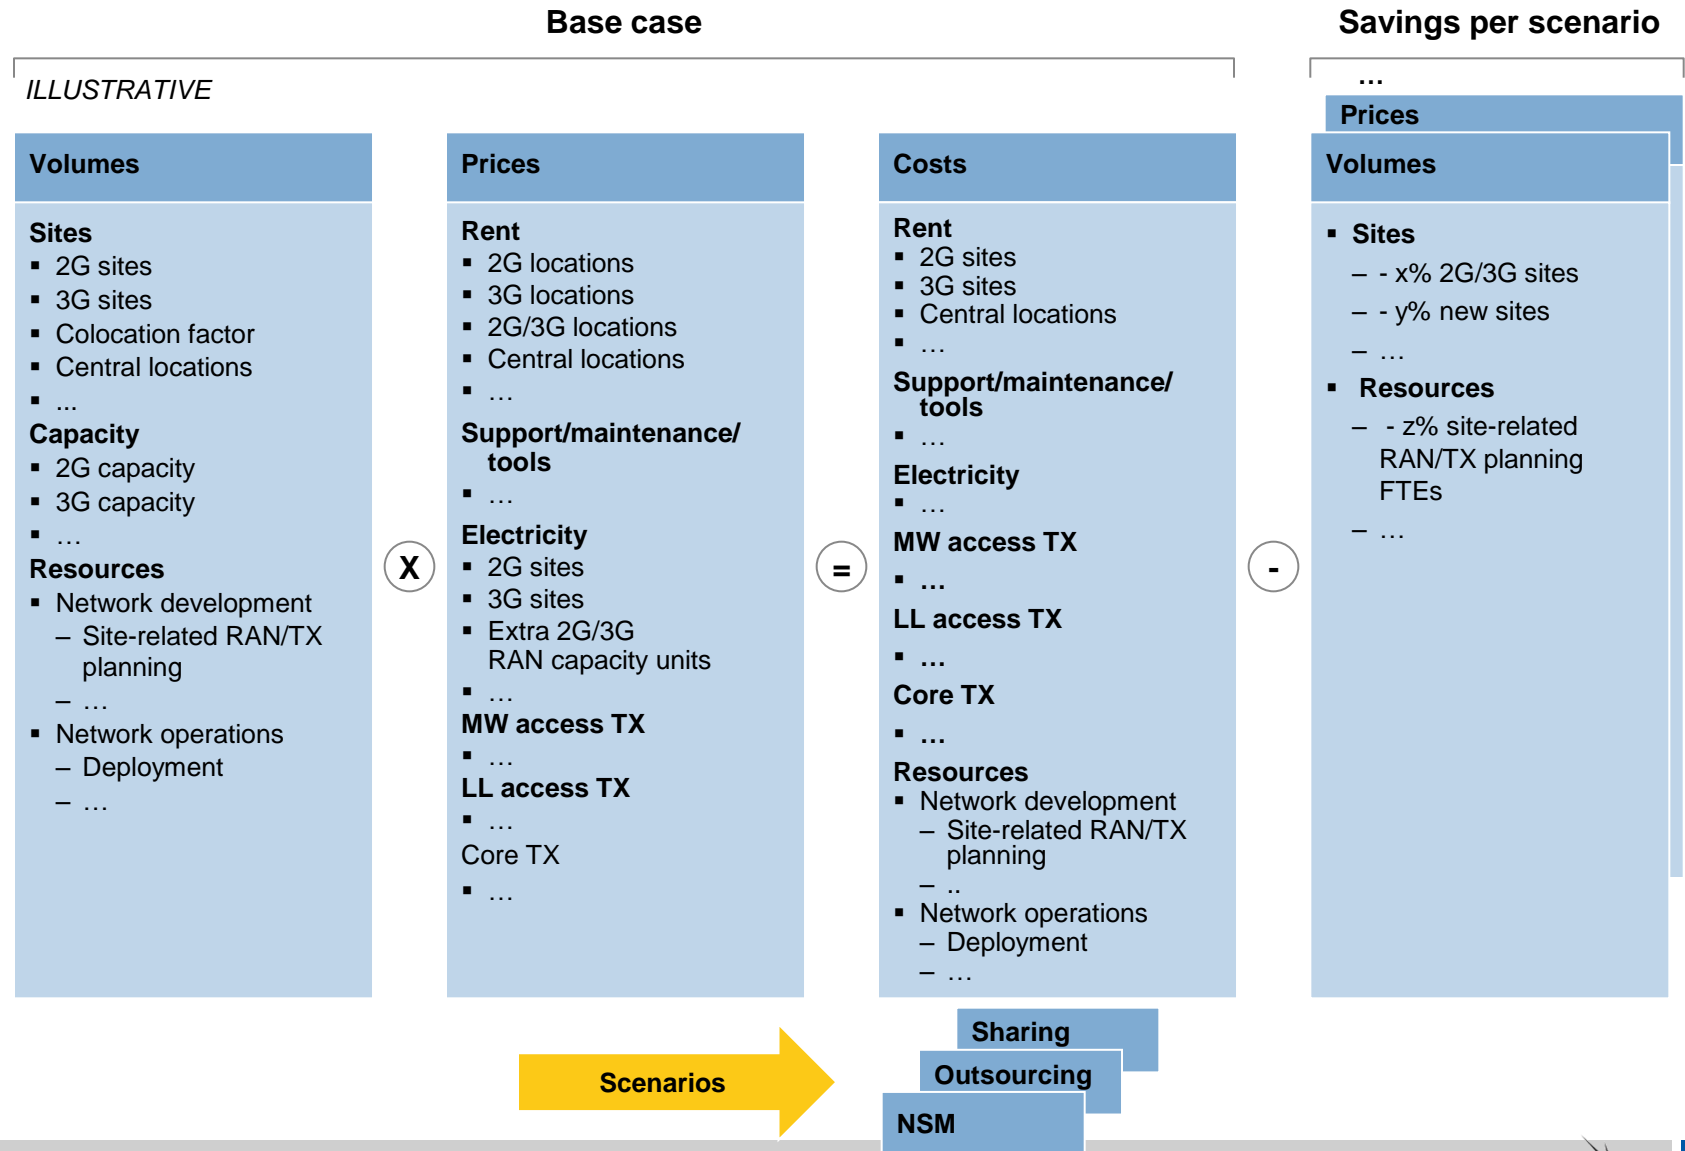 Base case
Savings per scenario
ILLUSTRATIVE
Volumes
Sites
▪ 2G sites
▪ 3G sites
▪ Colocation factor
▪ Central locations
▪ ...
Capacity
▪ 2G capacity
▪ 3G capacity
▪ …
Resources
▪ Network development
– Site-related RAN/TX
planning
– …
▪ Network operations
– Deployment
– …
X
Prices
Rent
▪ 2G locations
▪ 3G locations
▪ 2G/3G locations
▪ Central locations
▪ …
Support/maintenance/
tools
▪ …
Electricity
▪ 2G sites
▪ 3G sites
▪ Extra 2G/3G
RAN capacity units
▪ …
MW access TX
▪ …
LL access TX
▪ …
Core TX
▪ …
=
Costs
Rent
▪ 2G sites
▪ 3G sites
▪ Central locations
▪ …
Support/maintenance/
tools
▪ …
Electricity
▪ …
MW access TX
▪ …
LL access TX
▪ …
Core TX
▪ …
Resources
▪ Network development
– Site-related RAN/TX
planning
– ..
▪ Network operations
– Deployment
– …
-
…
Prices
Volumes
▪ Sites
– - x% 2G/3G sites
– - y% new sites
– …
▪ Resources
– - z% site-related
RAN/TX planning
FTEs
– …
Scenarios
Sharing
Outsourcing
NSM